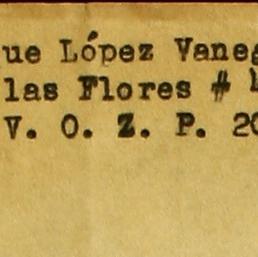 ue López Vaneg
las Flores #
V. O. Z. P. 20